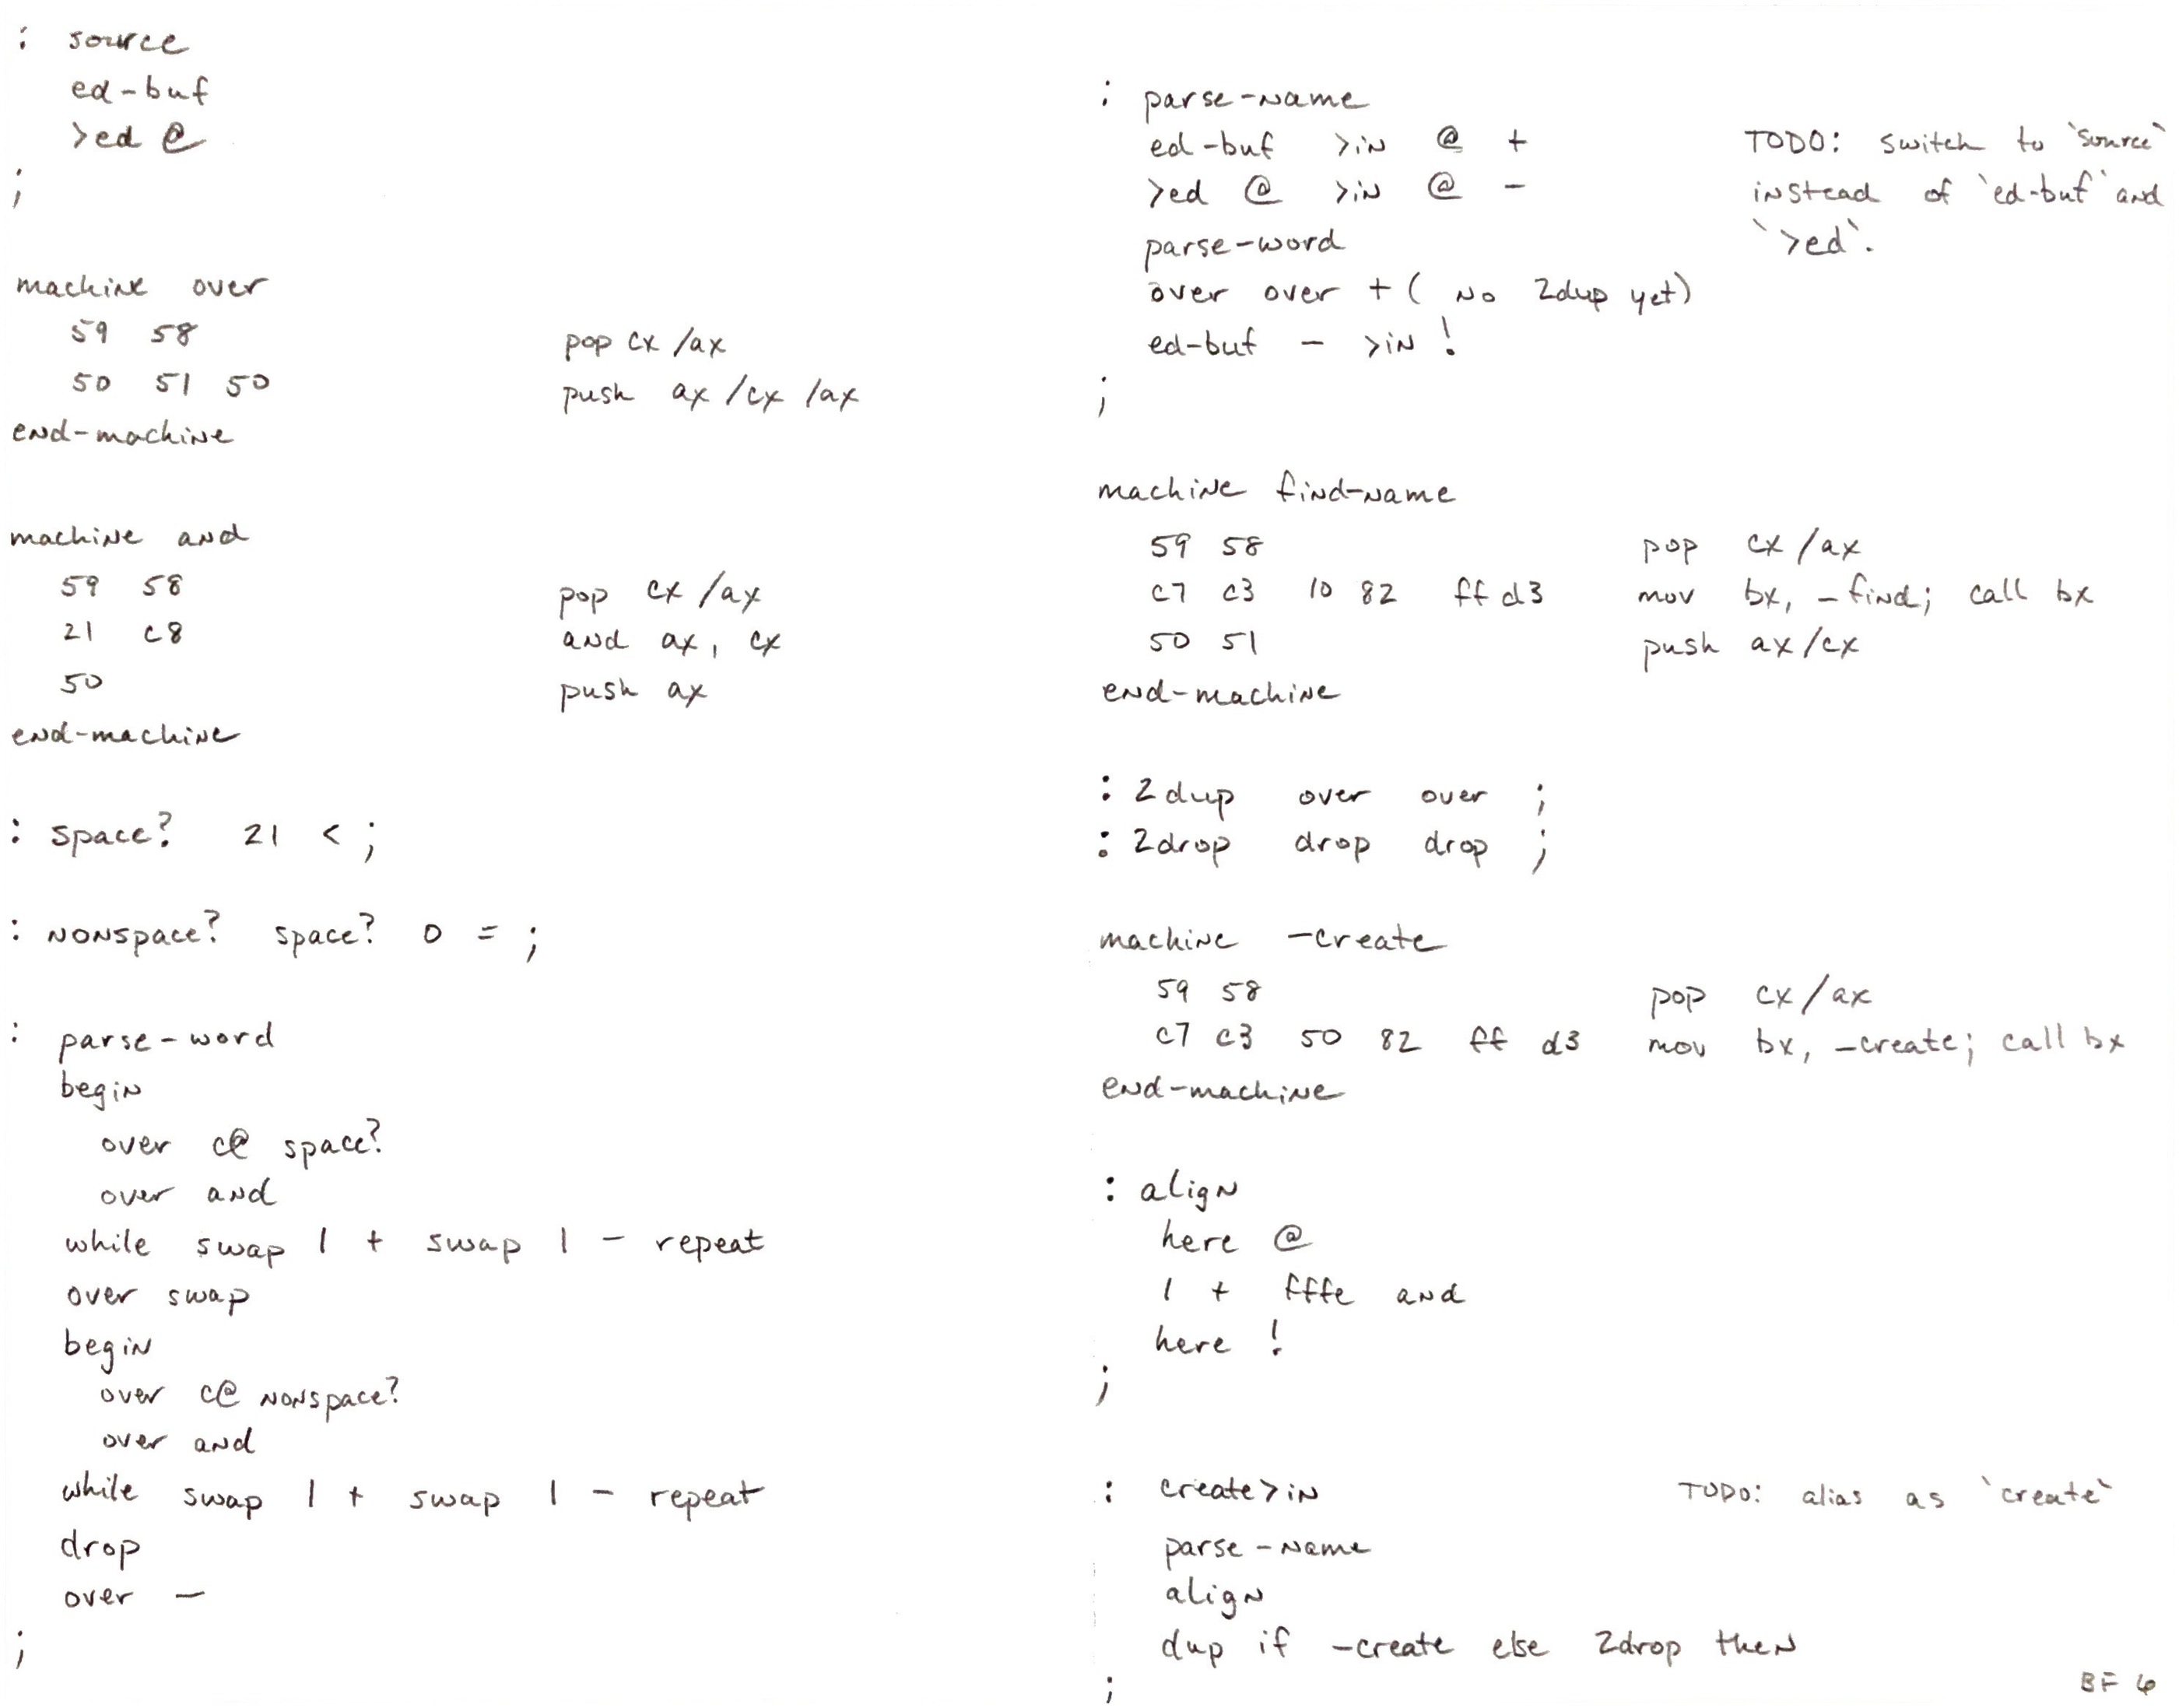 : source
ed-buf
>ed @
;
machine over
59 58 pop cx /ax
50 51 50 push ax /cx /ax
end-machine
machine and
59 58 pop cx /ax
21 c8 and ax, cx
50 push ax
end-machine
: space? 21 < ;
: nonspace? space? 0 = ;
: parse-word
begin
over c@ space?
over and
while swap 1 + swap 1 - repeat
over swap
begin
over c@ nonspace?
over and
while swap 1 + swap 1 - repeat
drop
over -
;
: parse-name
ed-buf >in @ + TODO: switch to `source`
>ed @ >in @ - instead of `ed-buf` and
parse-word `>ed`.
over over + ( no 2dup yet)
ed-buf - >in !
;
machine find-name
59 58 pop cx /ax
c7 c3 10 82 ff d3 mov bx, _find; call bx
50 51 push ax/cx
end-machine
: 2dup over over ;
: 2drop drop drop ;
machine -create
59 58 pop cx/ax
c7 c3 50 82 ff d3 mov bx, _create; call bx
end-machine
: align
here @
1 + fffe and
here !
;
: create>in TODO: alias as `create`
parse-name
align
dup if -create else 2drop then
;
BF 6